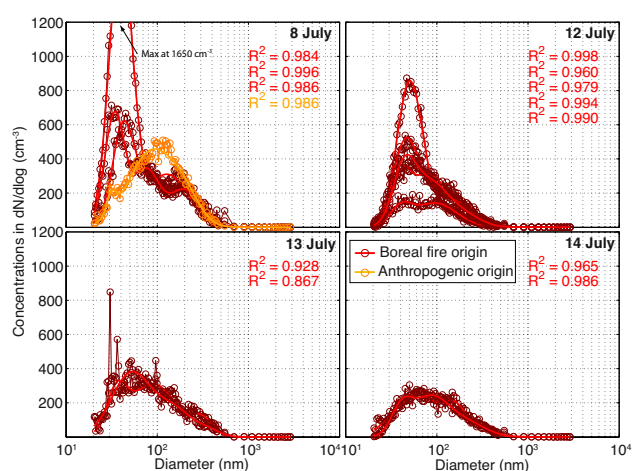 1200
1000
800
600
400
200
8 July
Max at 1650 cm⁻³
R² = 0.984
R² = 0.996
R² = 0.986
R² = 0.986
12 July
R² = 0.998
R² = 0.960
R² = 0.979
R² = 0.994
R² = 0.990
Concentrations in dN/dlog (cm⁻³)
1200
1000
800
600
400
200
13 July
R² = 0.928
R² = 0.867
14 July
Boreal fire origin
Anthropogenic origin
R² = 0.965
R² = 0.986
10¹ 10² 10³ 10⁴
10¹ 10² 10³ 10⁴
Diameter (nm)
Diameter (nm)